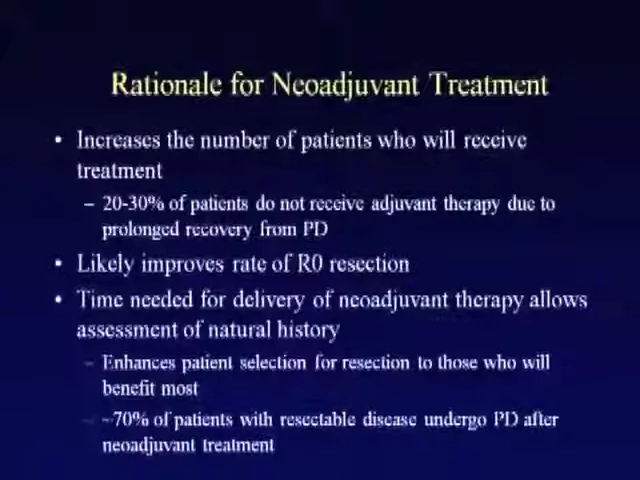 Rationale for Neoadjuvant Treatment
• Increases the number of patients who will receive
treatment
– 20-30% of patients do not receive adjuvant therapy due to
prolonged recovery from PD
• Likely improves rate of R0 resection
• Time needed for delivery of neoadjuvant therapy allows
assessment of natural history
– Enhances patient selection for resection to those who will
benefit most
– ~70% of patients with resectable disease undergo PD after
neoadjuvant treatment